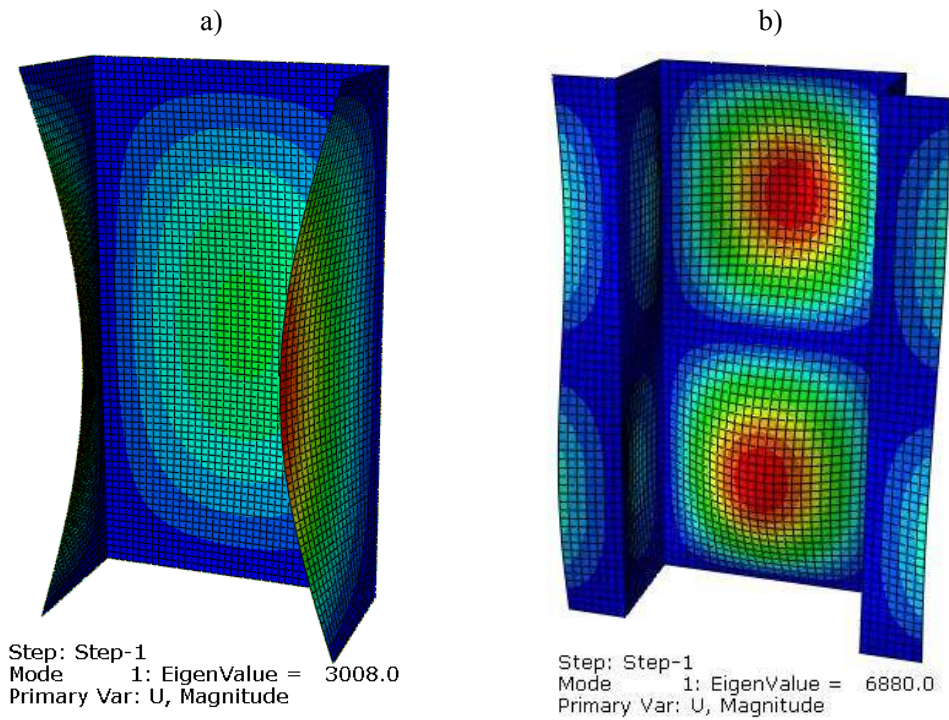 a)
b)
Step: Step-1
Mode 1: EigenValue = 3008.0
Primary Var: U, Magnitude
Step: Step-1
Mode 1: EigenValue = 6880.0
Primary Var: U, Magnitude